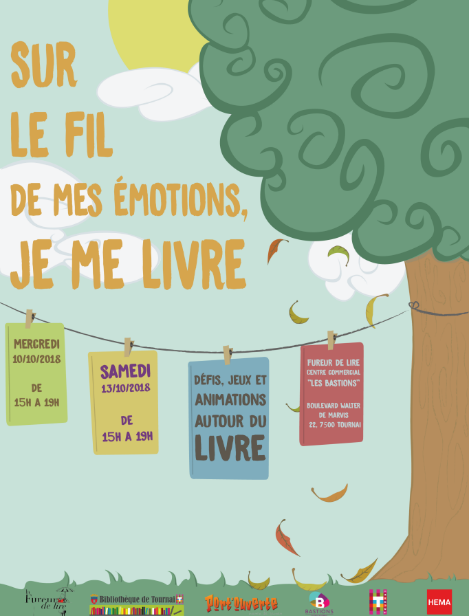 SUR
LE FIL
DE MES ÉMOTIONS,
JE ME LIVRE
MERCREDI
10/10/2018
DE
15H A 19H
SAMEDI
13/10/2018
DE
15H A 19H
DÉFIS, JEUX ET
ANIMATIONS
AUTOUR DU
LIVRE
FUREUR DE LIRE
CENTRE COMMERCIAL
"LES BASTIONS"
BOULEVARD WALTER
DE MARVIS
22, 7500 TOURNAI
Fureur
de lire
Bibliothèque de Tournai
Port'Ouverte
B
BASTIONS
HEMA